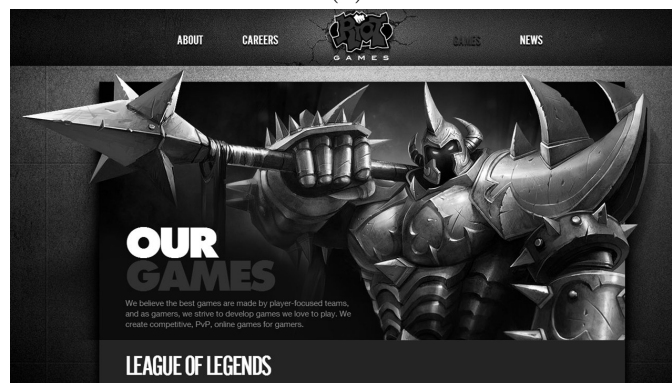 ABOUT
CAREERS
RIOT
GAMES
GAMES
NEWS
OUR
GAMES
We believe the best games are made by player-focused teams,
and as gamers, we strive to develop games we love to play. We
create competitive, PvP, online games for gamers.
LEAGUE OF LEGENDS